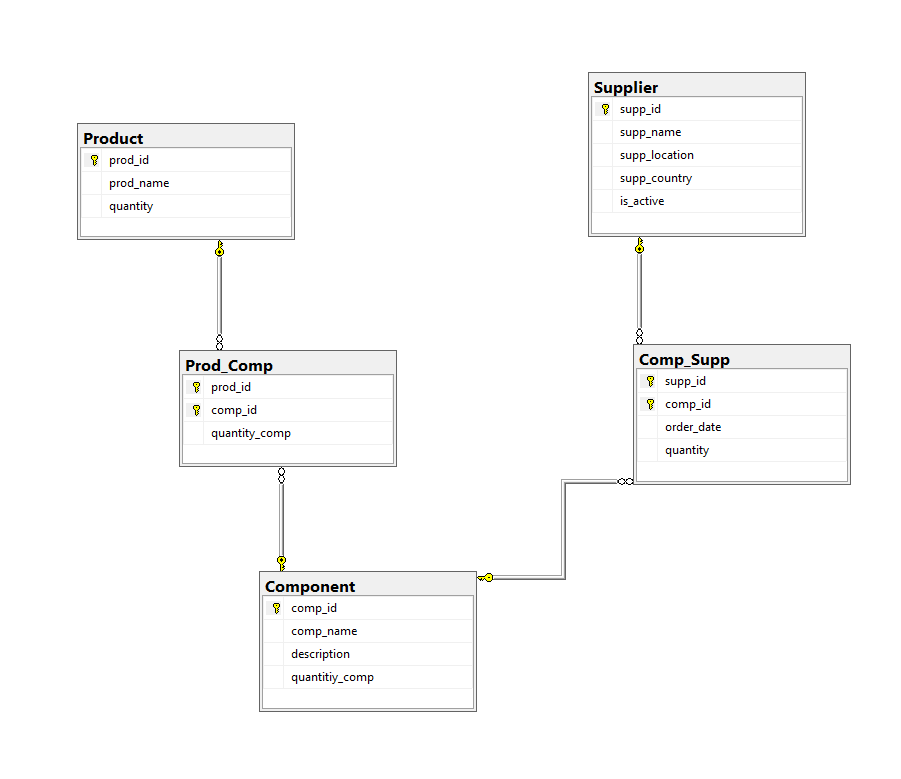 Product
prod_id
prod_name
quantity
Supplier
supp_id
supp_name
supp_location
supp_country
is_active
Prod_Comp
prod_id
comp_id
quantity_comp
Comp_Supp
supp_id
comp_id
order_date
quantity
Component
comp_id
comp_name
description
quantitiy_comp